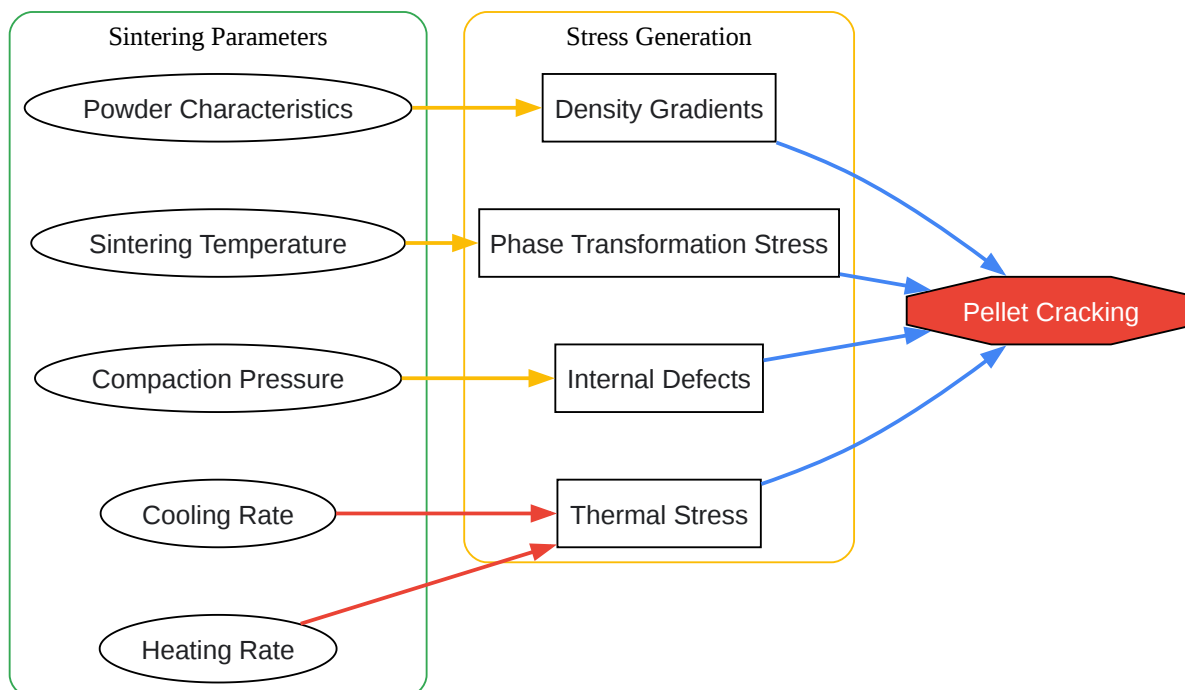 Sintering Parameters
Stress Generation
Powder Characteristics
Density Gradients
Sintering Temperature
Phase Transformation Stress
Pellet Cracking
Compaction Pressure
Internal Defects
Cooling Rate
Thermal Stress
Heating Rate